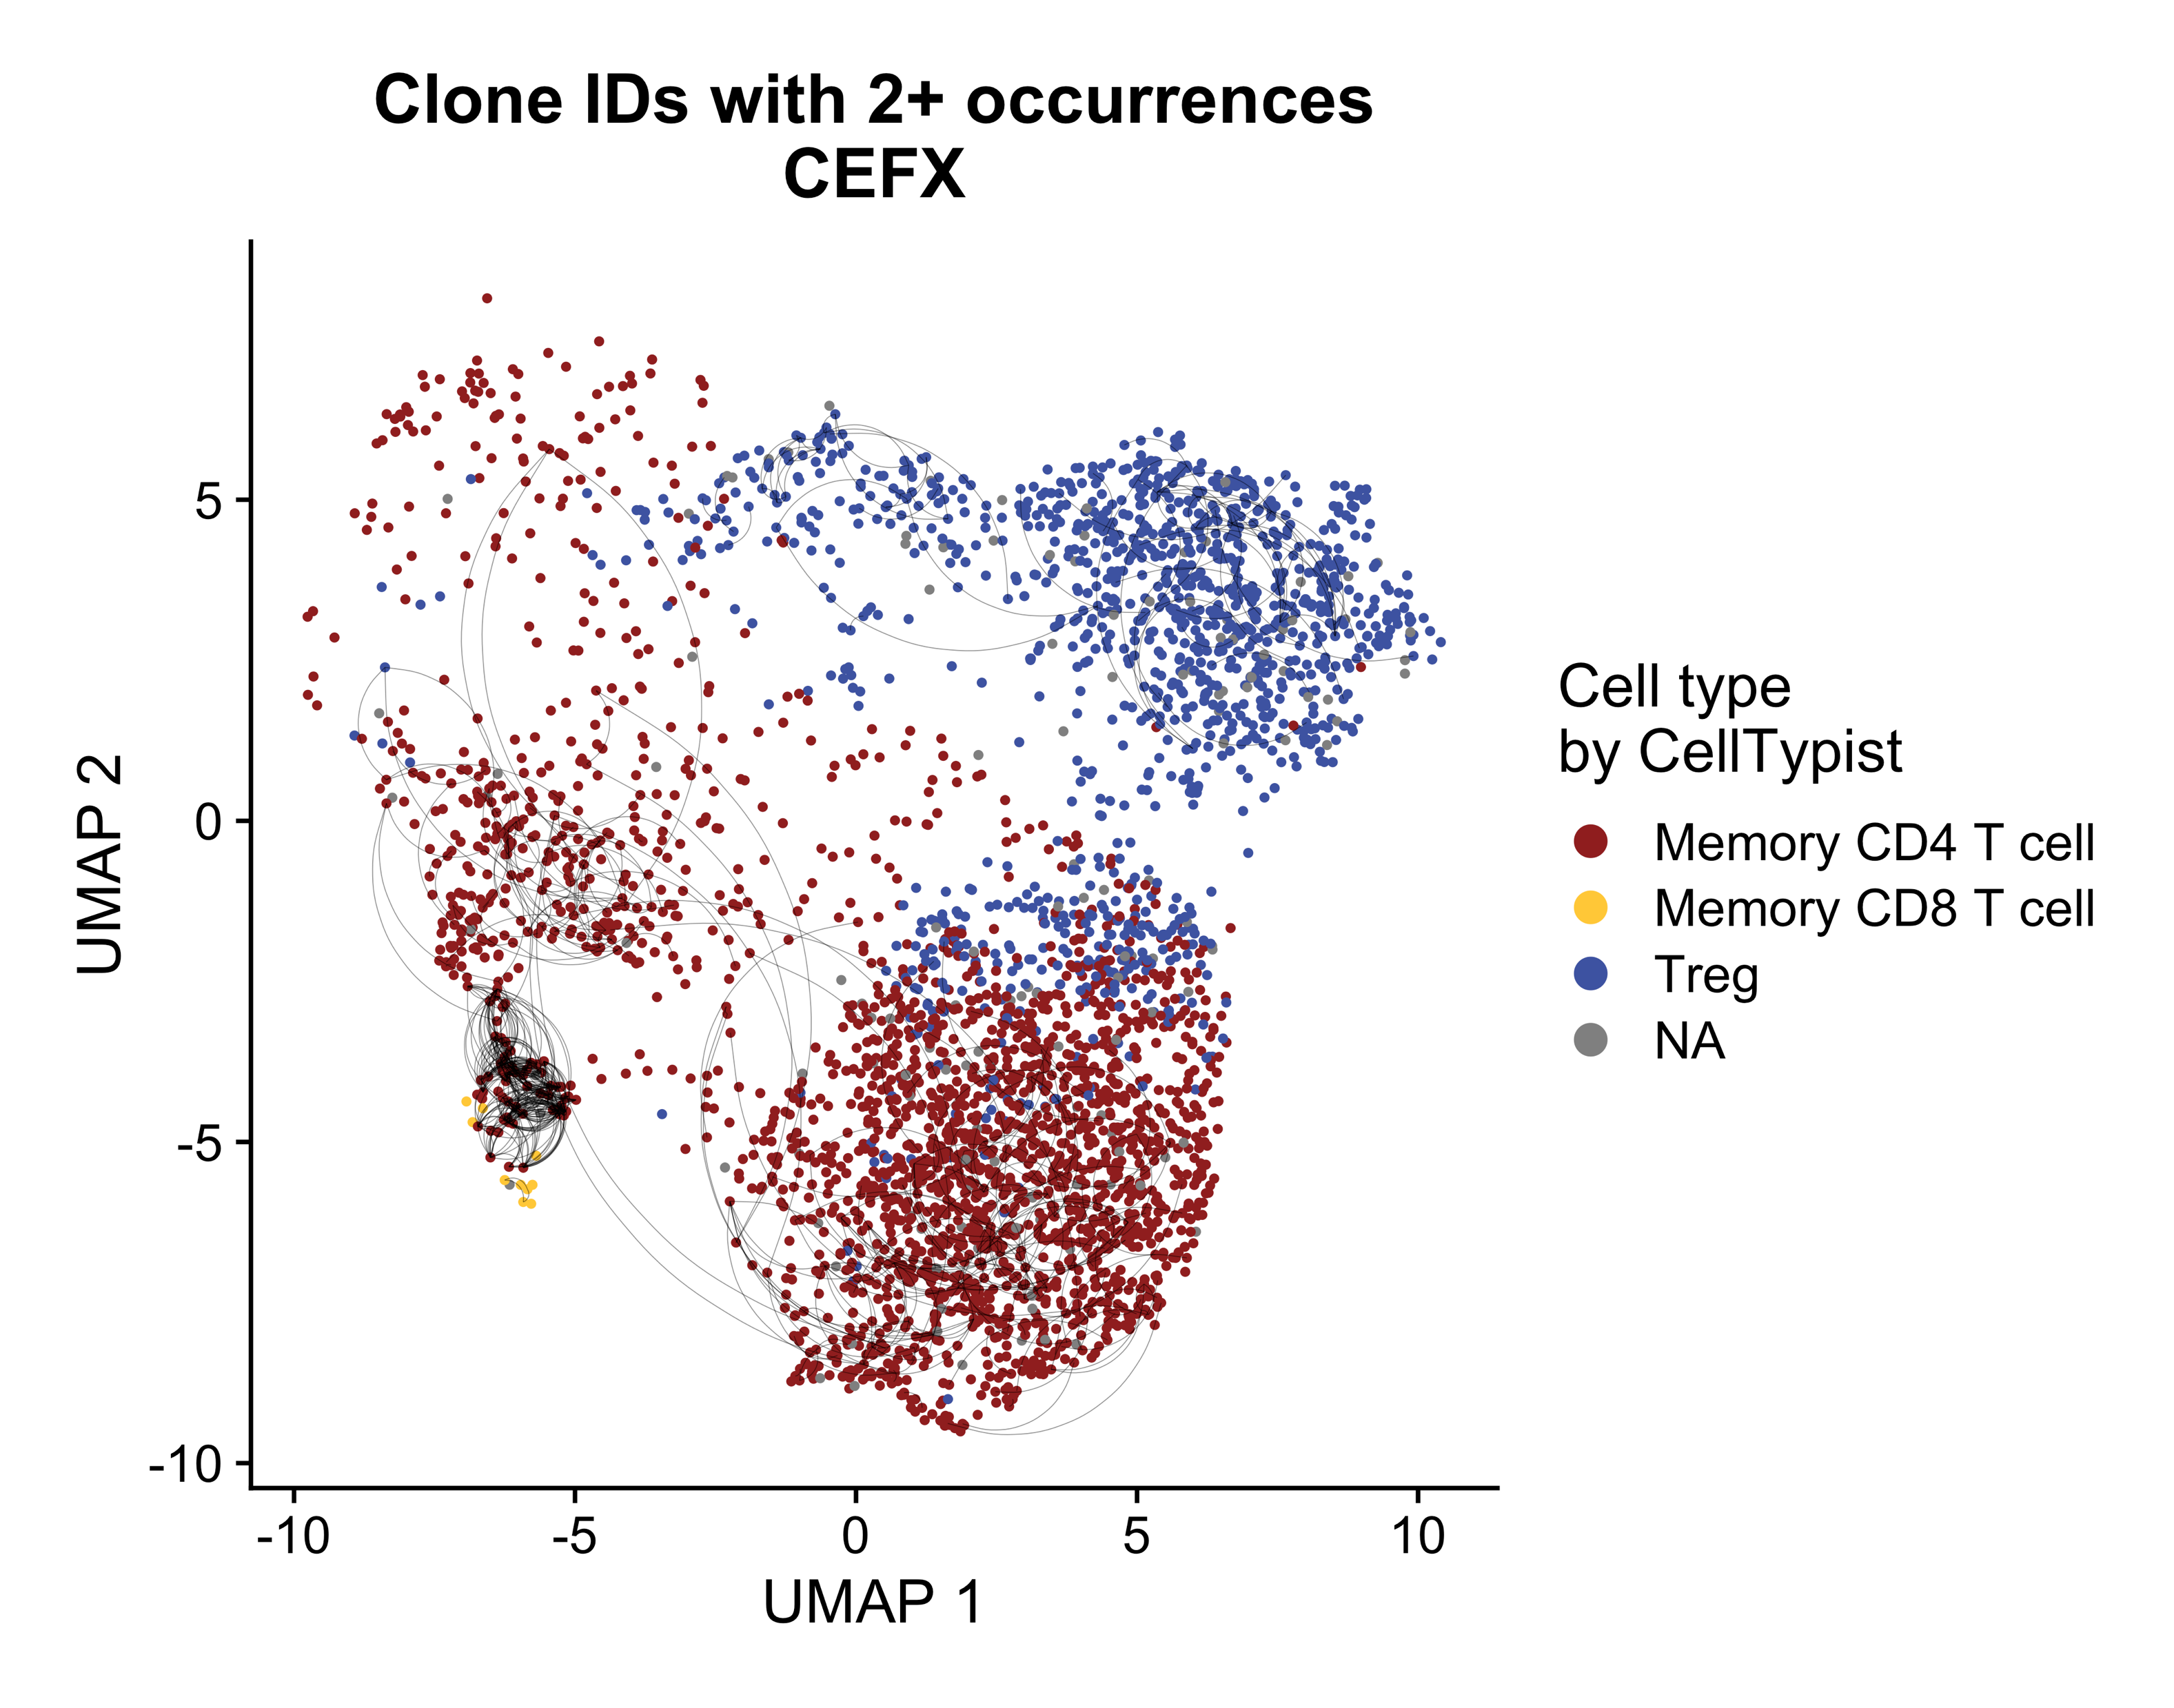 Clone IDs with 2+ occurrences
CEFX
UMAP 2
5
0
-5
-10
-10
-5
0
5
10
UMAP 1
Cell type
by CellTypist
Memory CD4 T cell
Memory CD8 T cell
Treg
NA